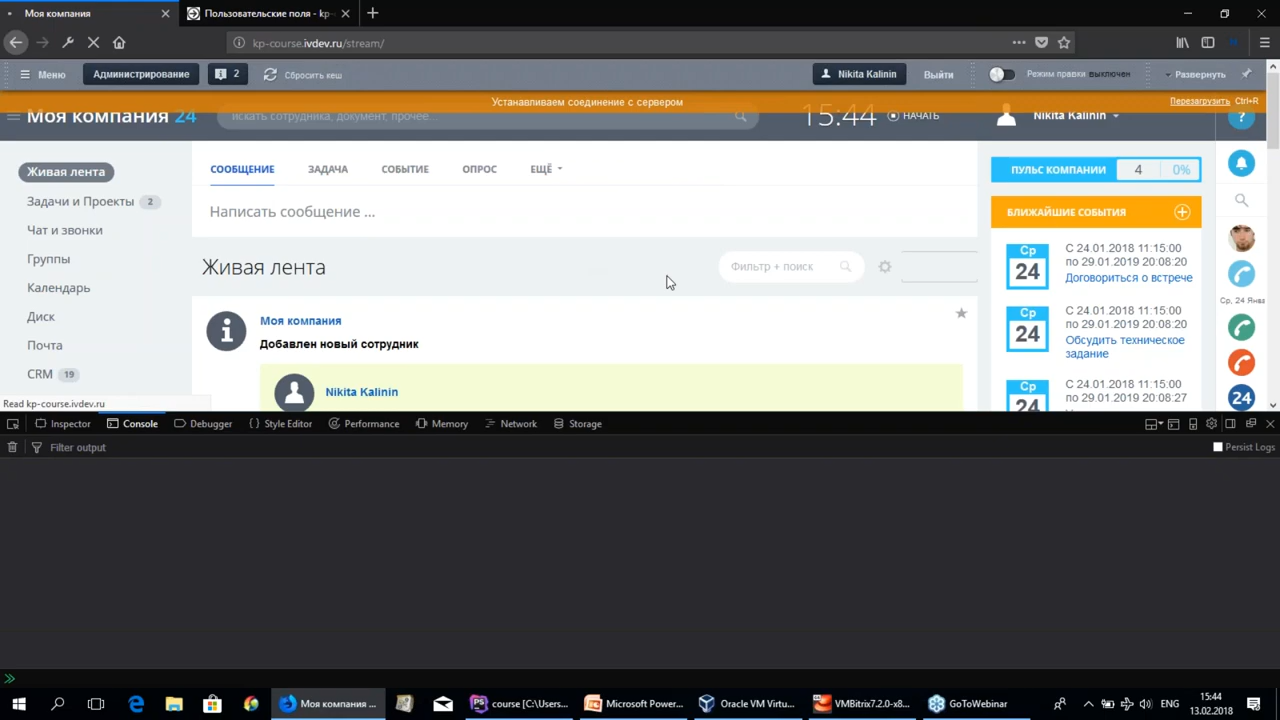 Моя компания
Пользовательские поля - kp-
kp-course.ivdev.ru/stream/
Меню
Администрирование
2
Сбросить кеш
Nikita Kalinin
Выйти
Режим правки выключен
Развернуть
Устанавливаем соединение с сервером
Перезагрузить Ctrl+R
Моя компания 24
искать сотрудника, документ, прочее...
15:44
НАЧАТЬ
Nikita Kalinin
?
Живая лента
Задачи и Проекты 2
Чат и звонки
Группы
Календарь
Диск
Почта
CRM 19
СООБЩЕНИЕ
ЗАДАЧА
СОБЫТИЕ
ОПРОС
ЕЩЁ
Написать сообщение ...
Живая лента
Фильтр + поиск
Моя компания
Добавлен новый сотрудник
Nikita Kalinin
ПУЛЬС КОМПАНИИ 4 0%
БЛИЖАЙШИЕ СОБЫТИЯ
Ср
24
С 24.01.2018 11:15:00
по 29.01.2019 20:08:20
Договориться о встрече
Ср
24
С 24.01.2018 11:15:00
по 29.01.2019 20:08:20
Обсудить техническое
задание
Ср
24
С 24.01.2018 11:15:00
по 29.01.2019 20:08:27
Ср, 24 Янва
24
Read kp-course.ivdev.ru
Inspector
Console
Debugger
Style Editor
Performance
Memory
Network
Storage
Filter output
Persist Logs
Моя компания ...
course [C:\Users...
Microsoft Power...
Oracle VM Virtu...
VMBitrix7.2.0-x8...
GoToWebinar
ENG
15:44
13.02.2018